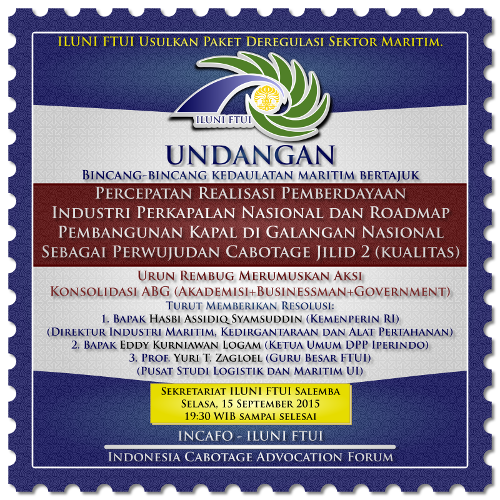 ILUNI FTUI Usulkan Paket Deregulasi Sektor Maritim.
ILUNI FTUI
UNDANGAN
Bincang-bincang kedaulatan maritim bertajuk
Percepatan Realisasi Pemberdayaan
Industri Perkapalan Nasional dan Roadmap
Pembangunan Kapal di Galangan Nasional
Sebagai Perwujudan Cabotage Jilid 2 (kualitas)
Urun Rembug Merumuskan Aksi
Konsolidasi ABG (Akademisi+Businessman+Government)
Turut Memberikan Resolusi:
1. Bapak Hasbi Assidiq Syamsuddin (Kemenperin RI)
(Direktur Industri Maritim, Kedirgantaraan dan Alat Pertahanan)
2. Bapak Eddy Kurniawan Logam (Ketua Umum DPP Iperindo)
3. Prof. Yuri T. Zagloel (Guru Besar FTUI)
(Pusat Studi Logistik dan Maritim UI)
Sekretariat ILUNI FTUI Salemba
Selasa, 15 September 2015
19:30 WIB sampai selesai
INCAFO - ILUNI FTUI
Indonesia Cabotage Advocation Forum